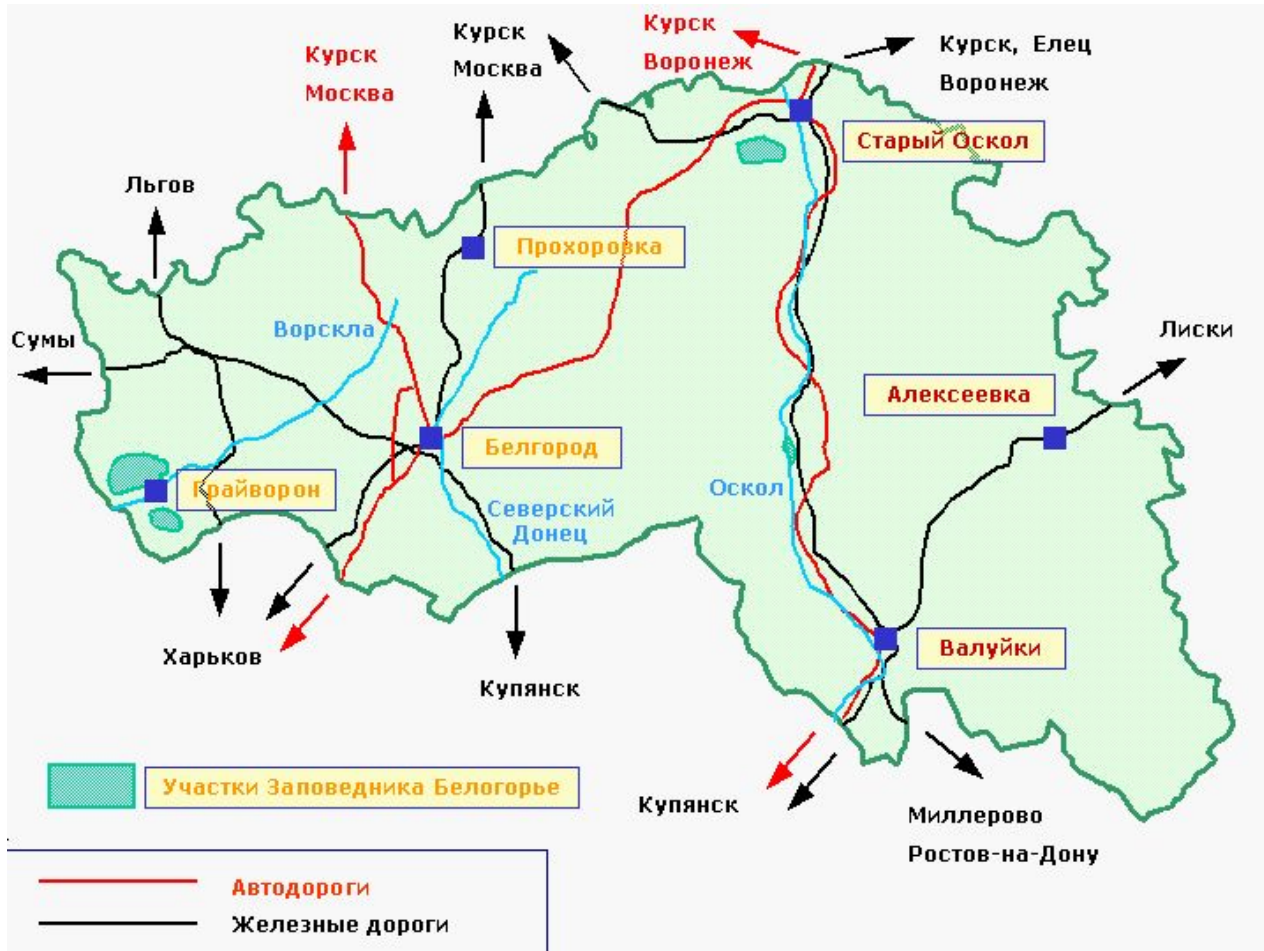 Курск
Москва
Курск
Москва
Курск
Воронеж
Курск, Елец
Воронеж
Старый Оскол
Льгов
Прохоровка
Ворскла
Сумы
Лиски
Алексеевка
Белгород
Грайворон
Северский
Донец
Оскол
Харьков
Купянск
Валуйки
Участки Заповедника Белогорье
Купянск
Миллерово
Ростов-на-Дону
Автодороги
Железные дороги